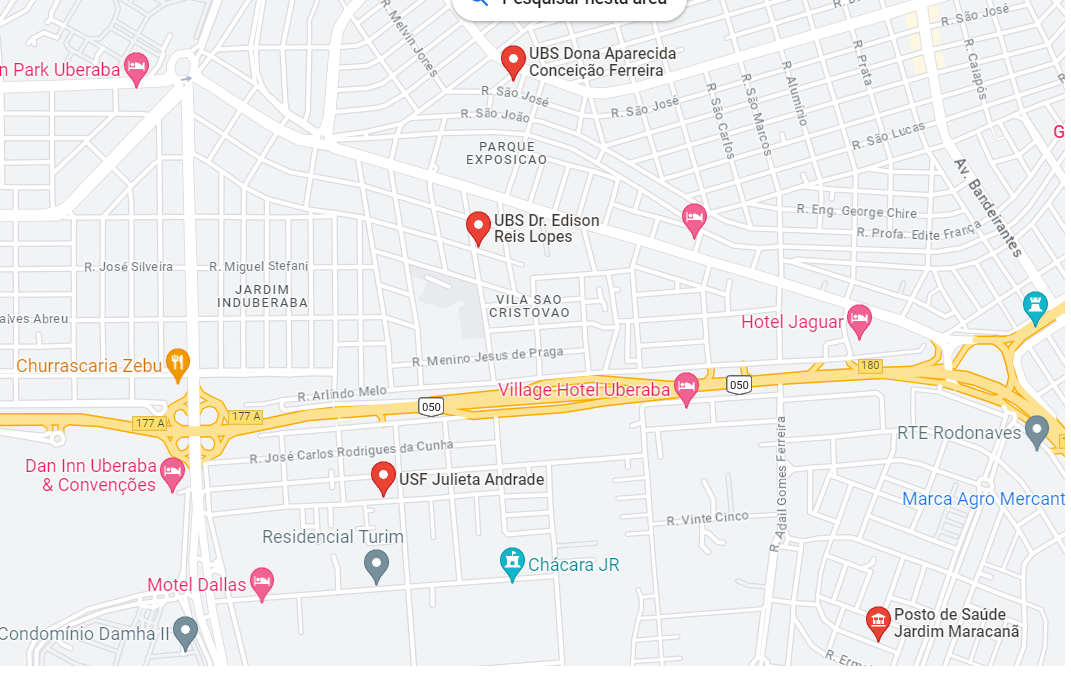 Pesquisar nesta área
R. São José
R. Melvin Jones
UBS Dona Aparecida
Conceição Ferreira
n Park Uberaba
R. Prata
R. Caiapós
R. Alumínio
R. São José
R. São José
R. São João
R. São Carlos
R. São Marcos
R. São Lucas
G
PARQUE
EXPOSICAO
Av. Bandeirantes
UBS Dr. Edison
Reis Lopes
R. Eng. George Chire
R. Profa. Edite França
R. José Silveira
R. Miguel Stefani
JARDIM
INDUBERABA
VILA SAO
CRISTOVAO
alves Abreu
Hotel Jaguar
R. Menino Jesus de Praga
Churrascaria Zebu
180
R. Arlindo Melo
Village Hotel Uberaba
050
050
177 A
177 A
R. Adail Gomes Ferreira
RTE Rodonaves
R. José Carlos Rodrigues da Cunha
Dan Inn Uberaba
& Convenções
USF Julieta Andrade
Marca Agro Mercant
R. Vinte Cinco
Residencial Turim
Chácara JR
Motel Dallas
Condomínio Damha II
Posto de Saúde
Jardim Maracanã
R. Erm